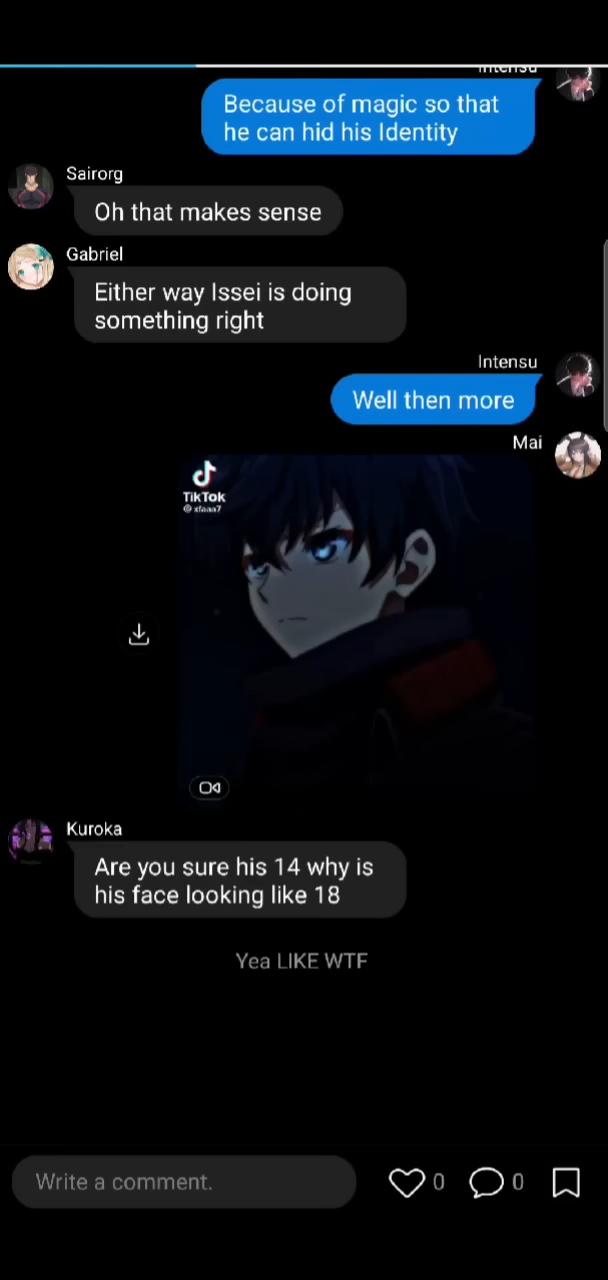 Intensu
Because of magic so that
he can hid his Identity
Sairorg
Oh that makes sense
Gabriel
Either way Issei is doing
something right
Intensu
Well then more
Mai
TikTok
@ xfaaa7
Kuroka
Are you sure his 14 why is
his face looking like 18
Yea LIKE WTF
Write a comment.
0
0